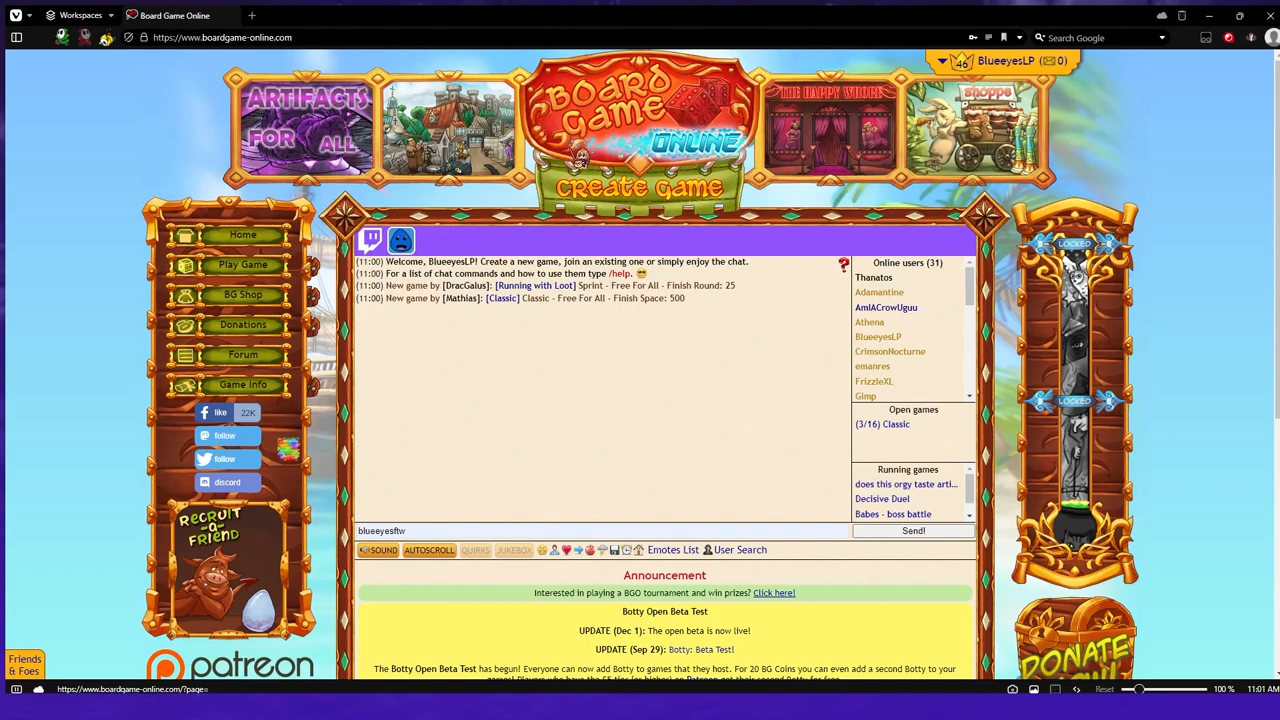 Workspaces
Board Game Online
https://www.boardgame-online.com
Search Google
46 BlueeyesLP ( 0)
ARTIFACTS FOR ALL
BOARD GAME ONLINE
CREATE GAME
THE HAPPY WHORE
Shoppe
Home
Play Game
BG Shop
Donations
Forum
Game Info
like 22K
follow
follow
discord
RECRUIT -A- FRIEND
patreon
Friends & Foes
(11:00) Welcome, BlueeyesLP! Create a new game, join an existing one or simply enjoy the chat.
(11:00) For a list of chat commands and how to use them type /help.
(11:00) New game by [DracGalus]: [Running with Loot] Sprint - Free For All - Finish Round: 25
(11:00) New game by [Mathias]: [Classic] Classic - Free For All - Finish Space: 500
Online users (31)
Thanatos
Adamantine
AmIACrowUguu
Athena
BlueeyesLP
CrimsonNocturne
emanres
FrizzleXL
Gimp
Open games
(3/16) Classic
Running games
does this orgy taste arti...
Decisive Duel
Babes - boss battle
blueeyesftw
Send!
SOUND AUTOSCROLL QUIRKS JUKEBOX Emotes List User Search
Announcement
Interested in playing a BGO tournament and win prizes? Click here!
Botty Open Beta Test
UPDATE (Dec 1): The open beta is now live!
UPDATE (Sep 29): Botty: Beta Test!
The Botty Open Beta Test has begun! Everyone can now add Botty to games that they host. For 20 BG Coins you can even add a second Botty to your
LOCKED
LOCKED
DONATE
https://www.boardgame-online.com/?page=
Reset
100 %
11:01 AM